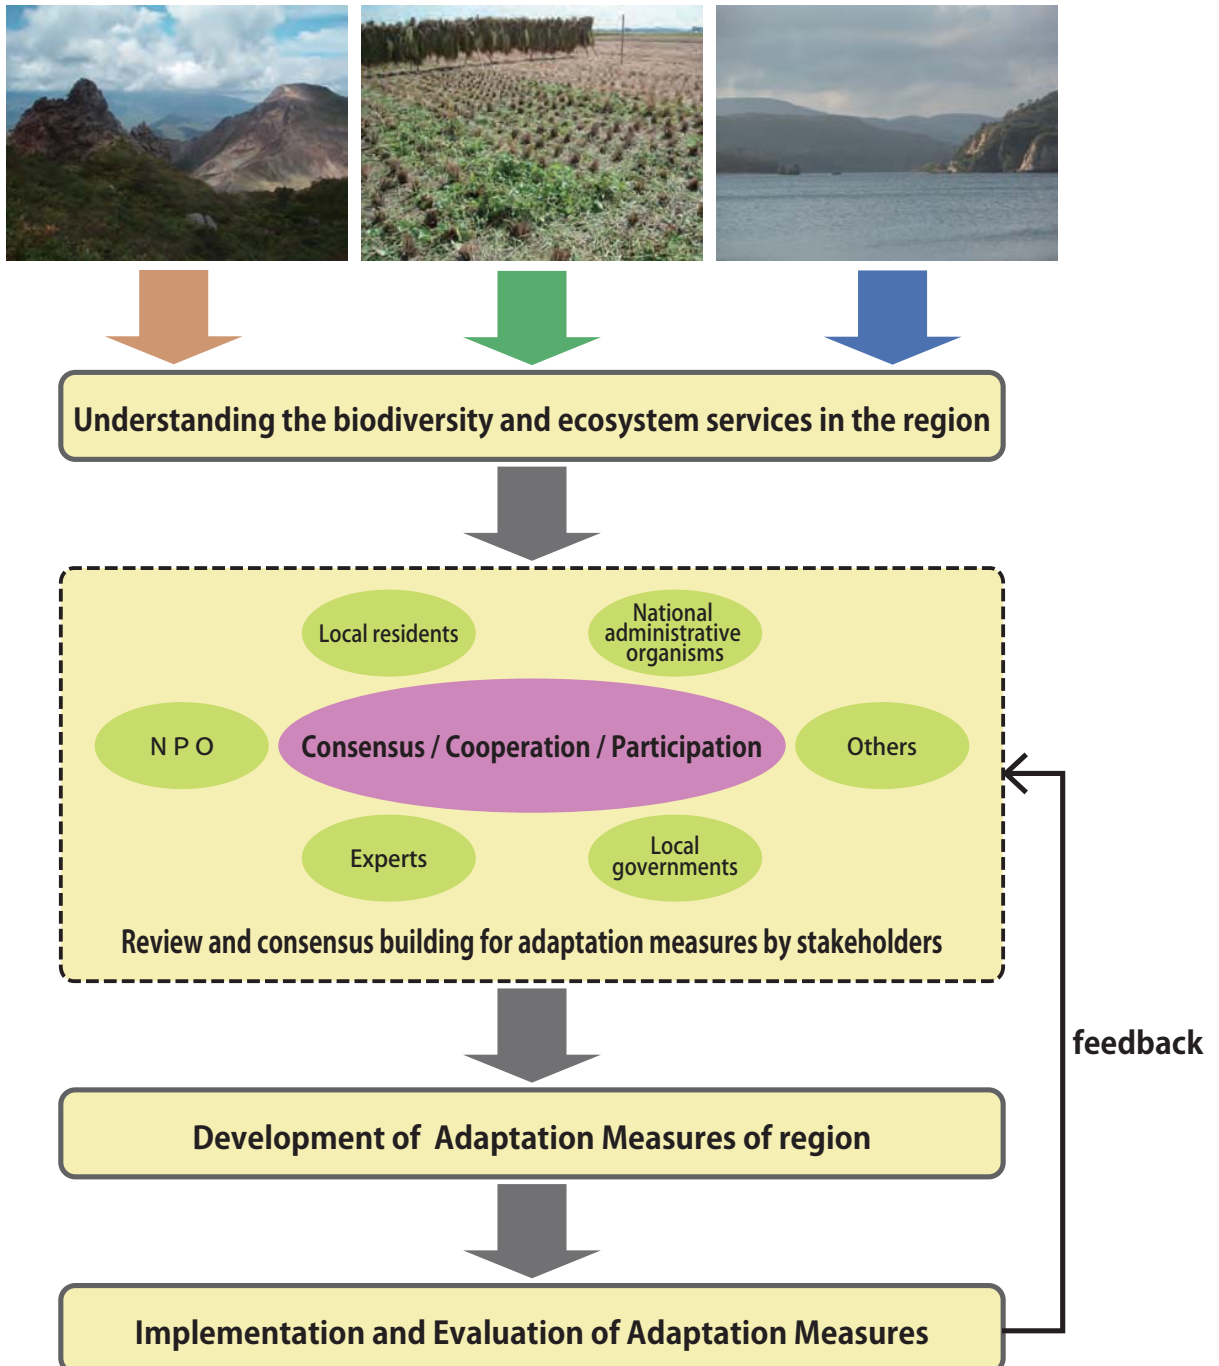 Understanding the biodiversity and ecosystem services in the region
Local residents
National
administrative
organisms
N P O
Consensus / Cooperation / Participation
Others
Experts
Local
governments
Review and consensus building for adaptation measures by stakeholders
feedback
Development of Adaptation Measures of region
Implementation and Evaluation of Adaptation Measures